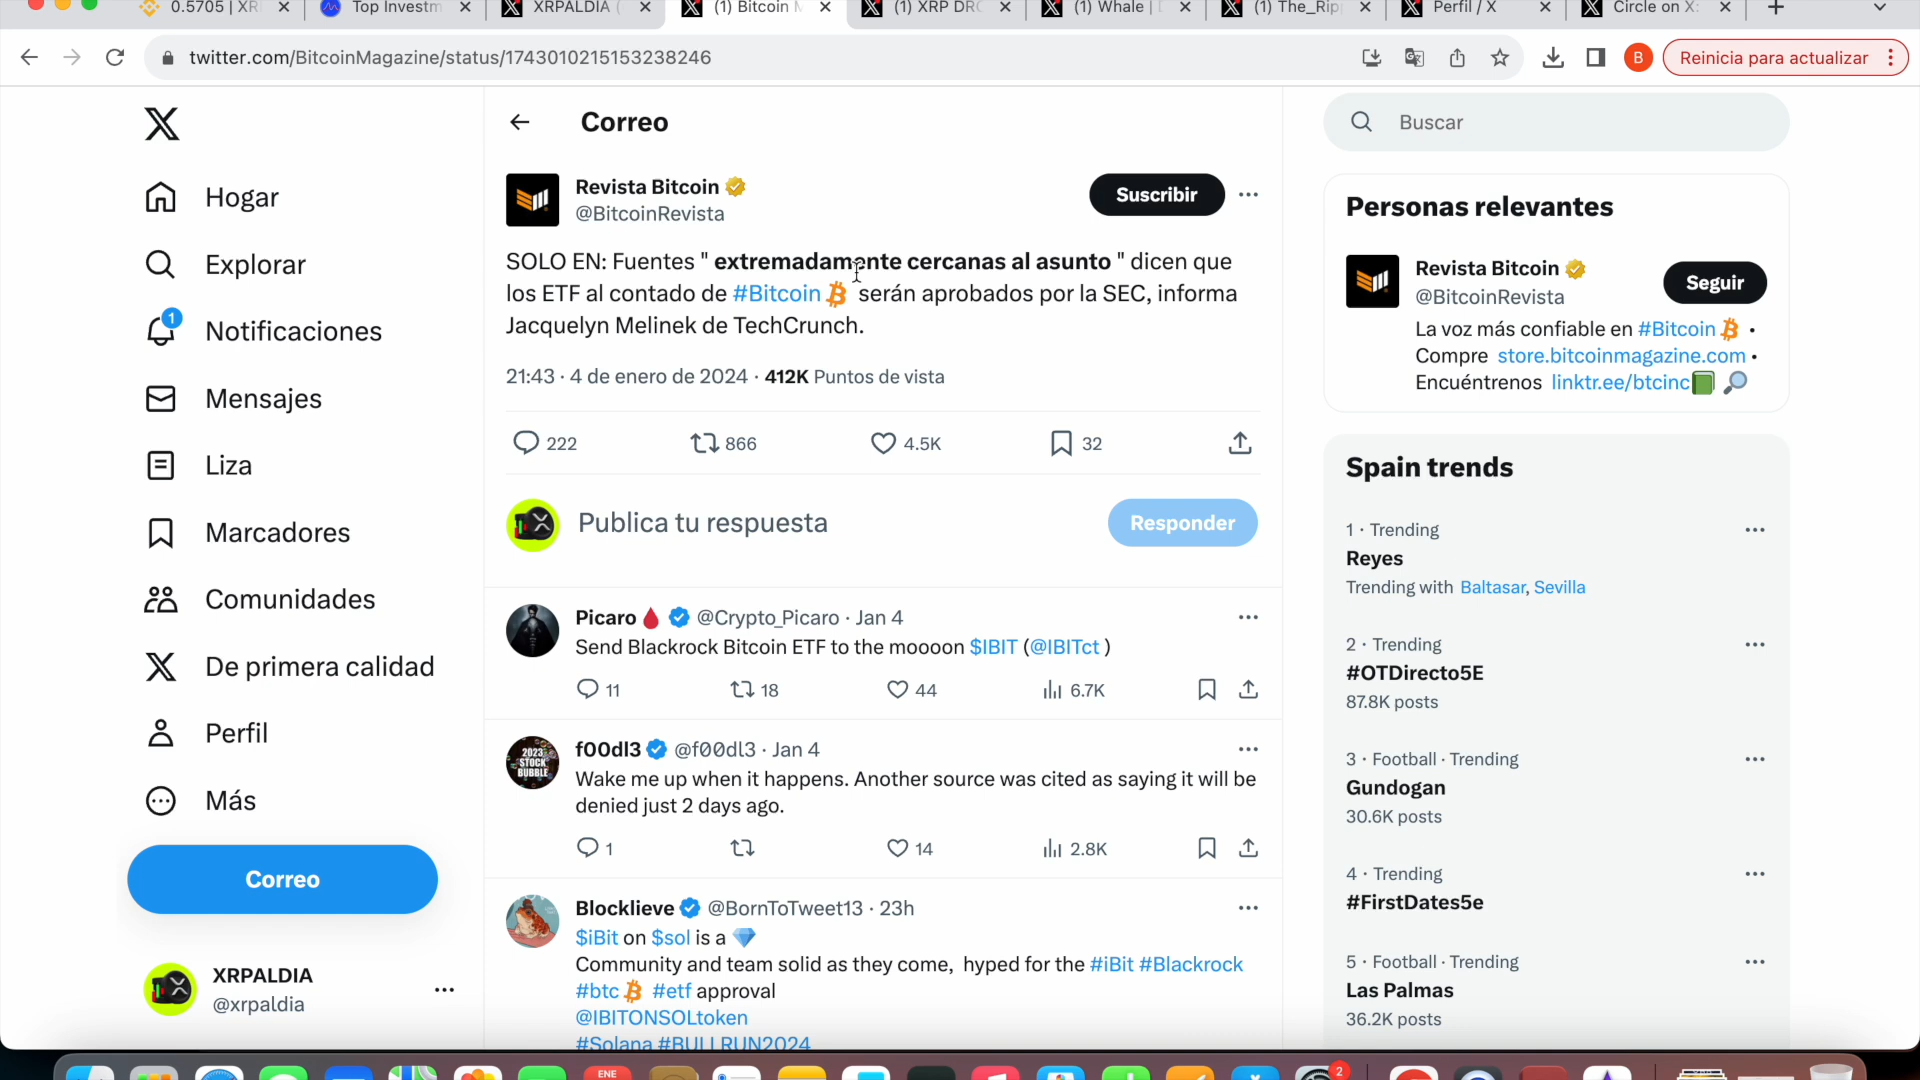 0.5705 | XR
Top Investm
XRPALDIA (
(1) Bitcoin M
(1) XRP DRO
(1) Whale |
(1) The_Rip
Perfil / X
Circle on X:
twitter.com/BitcoinMagazine/status/1743010215153238246
B
Reinicia para actualizar
Hogar
Explorar
1
Notificaciones
Mensajes
Liza
Marcadores
Comunidades
De primera calidad
Perfil
Más
Correo
XRPALDIA
@xrpaldia
Correo
Revista Bitcoin
@BitcoinRevista
Suscribir
SOLO EN: Fuentes " extremadamente cercanas al asunto " dicen que
los ETF al contado de #Bitcoin serán aprobados por la SEC, informa
Jacquelyn Melinek de TechCrunch.
21:43 · 4 de enero de 2024 · 412K Puntos de vista
222 866 4.5K 32
Publica tu respuesta
Responder
Picaro @Crypto_Picaro · Jan 4
Send Blackrock Bitcoin ETF to the moooon $IBIT (@IBITct )
11 18 44 6.7K
2023
STOCK
BUBBLE
f00dl3 @f00dl3 · Jan 4
Wake me up when it happens. Another source was cited as saying it will be
denied just 2 days ago.
1 14 2.8K
Blocklieve @BornToTweet13 · 23h
$iBit on $sol is a
Community and team solid as they come, hyped for the #iBit #Blackrock
#btc #etf approval
@IBITONSOLtoken
#Solana #BULLRUN2024
Buscar
Personas relevantes
Revista Bitcoin
@BitcoinRevista
Seguir
La voz más confiable en #Bitcoin •
Compre store.bitcoinmagazine.com •
Encuéntrenos linktr.ee/btcinc
Spain trends
1 · Trending
Reyes
Trending with Baltasar, Sevilla
2 · Trending
#OTDirecto5E
87.8K posts
3 · Football · Trending
Gundogan
30.6K posts
4 · Trending
#FirstDates5e
5 · Football · Trending
Las Palmas
36.2K posts
ENE
2